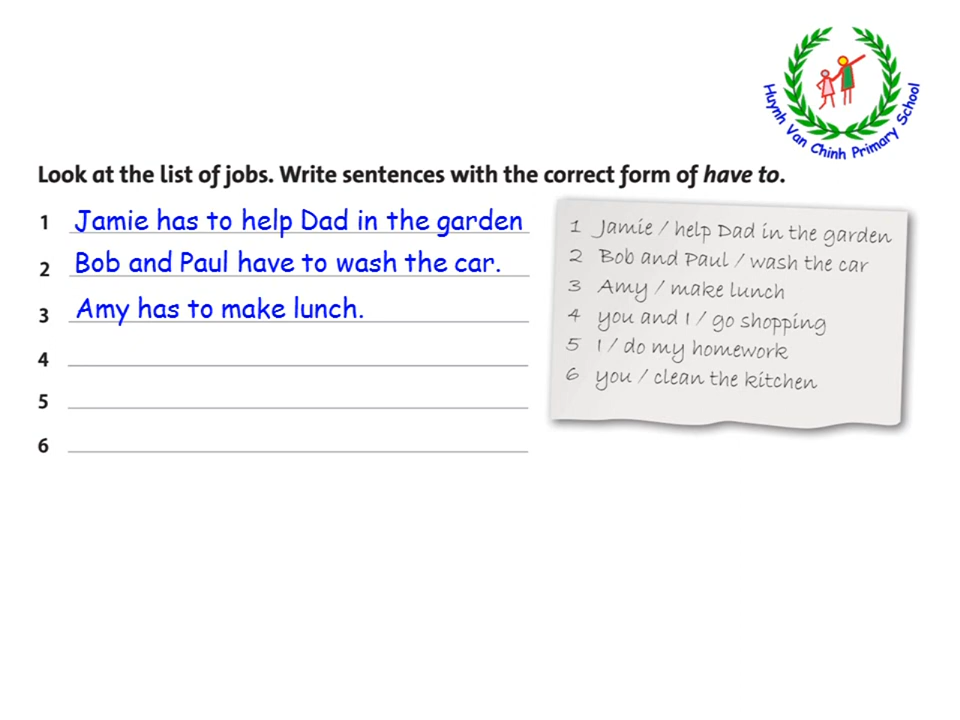 Huynh Van Chinh Primary School
Look at the list of jobs. Write sentences with the correct form of have to.
1 Jamie has to help Dad in the garden
2 Bob and Paul have to wash the car.
3 Amy has to make lunch.
4
5
6
1 Jamie / help Dad in the garden
2 Bob and Paul / wash the car
3 Amy / make lunch
4 you and I / go shopping
5 I / do my homework
6 you / clean the kitchen